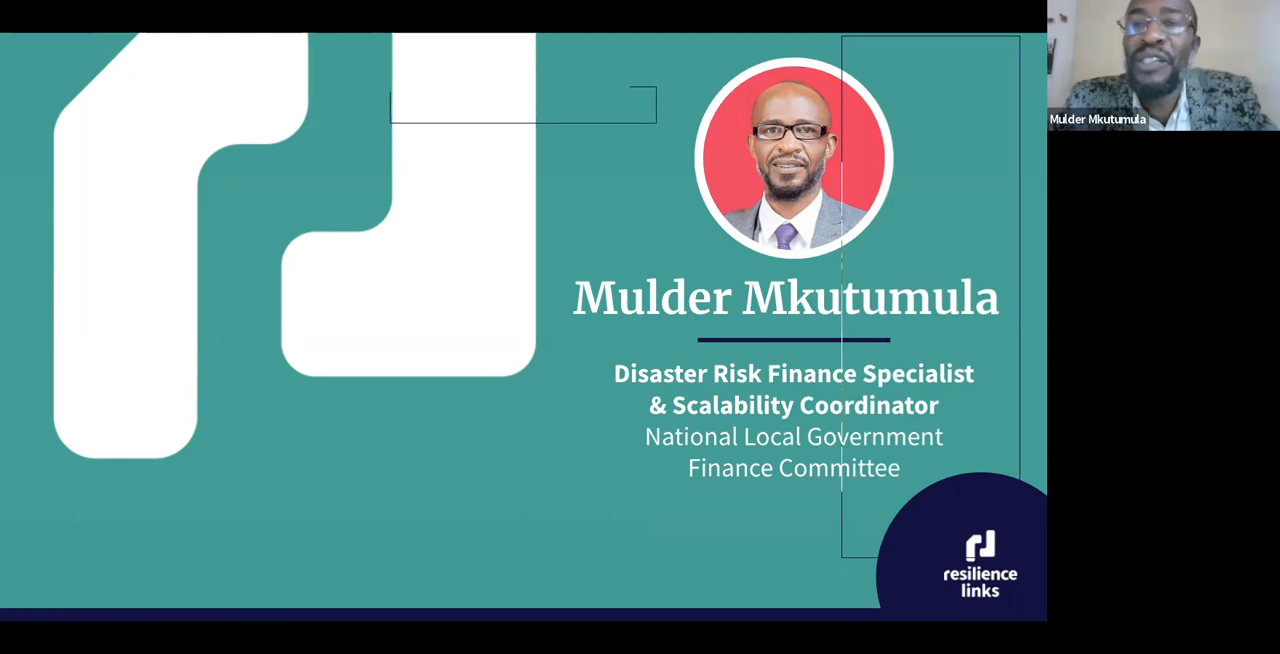 Mulder Mkutumula
Mulder Mkutumula
Disaster Risk Finance Specialist
& Scalability Coordinator
National Local Government
Finance Committee
resilience
links